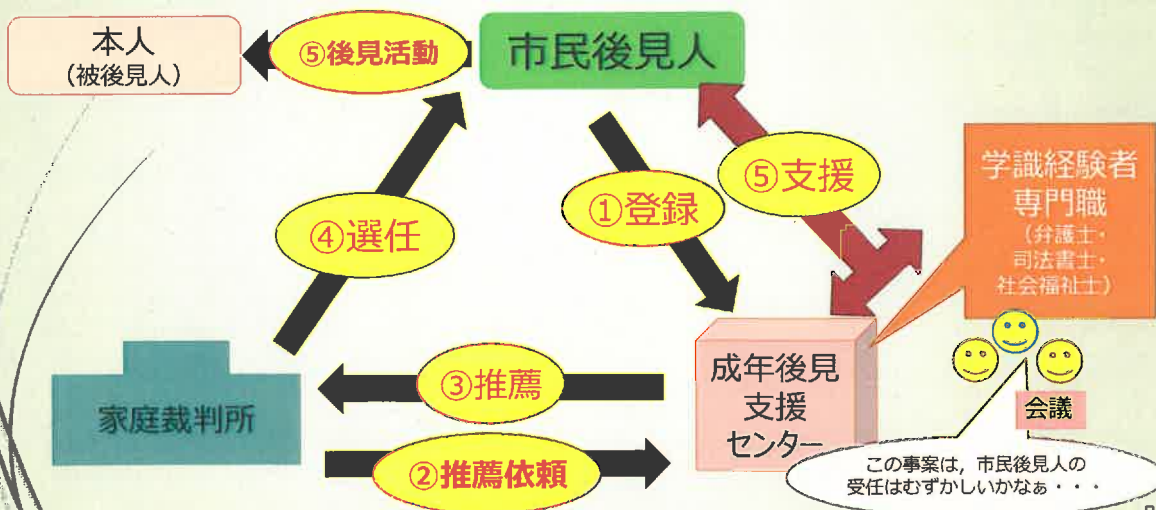 本人
(被後見人)
⑤後見活動
市民後見人
④選任
①登録
⑤支援
学識経験者
専門職
(弁護士・
司法書士・
社会福祉士)
家庭裁判所
③推薦
②推薦依頼
成年後見
支援
センター
会議
この事案は,市民後見人の
受任はむずかしいかなぁ・・・